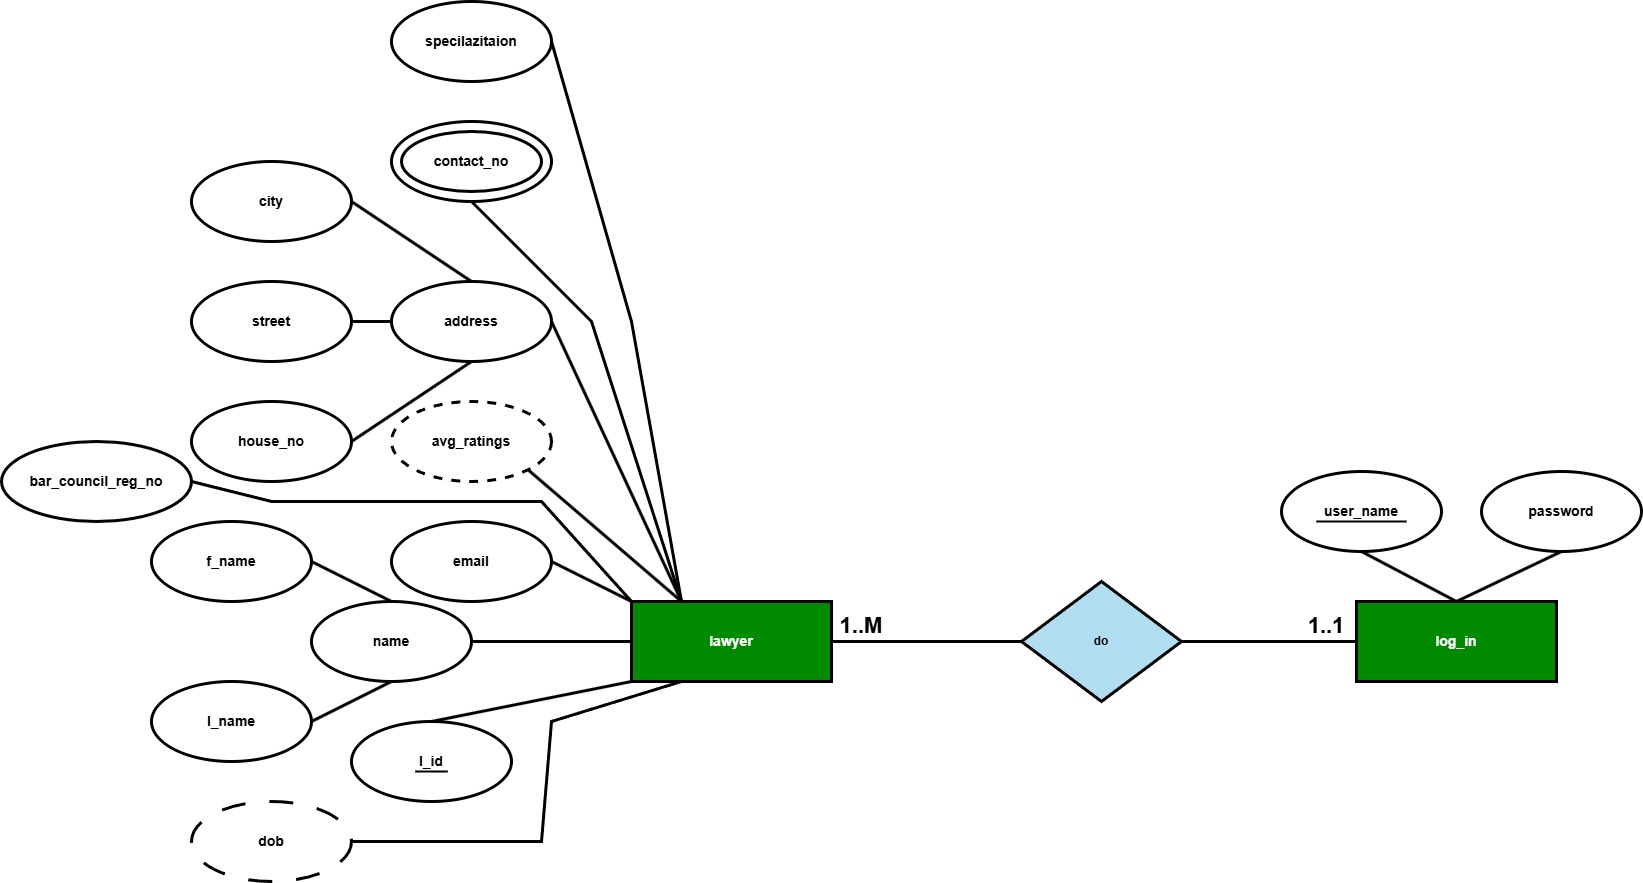 specilazitaion
contact_no
city
street
address
house_no
avg_ratings
bar_council_reg_no
f_name
email
name
l_name
l_id
dob
lawyer
1..M
do
1..1
log_in
user_name
password